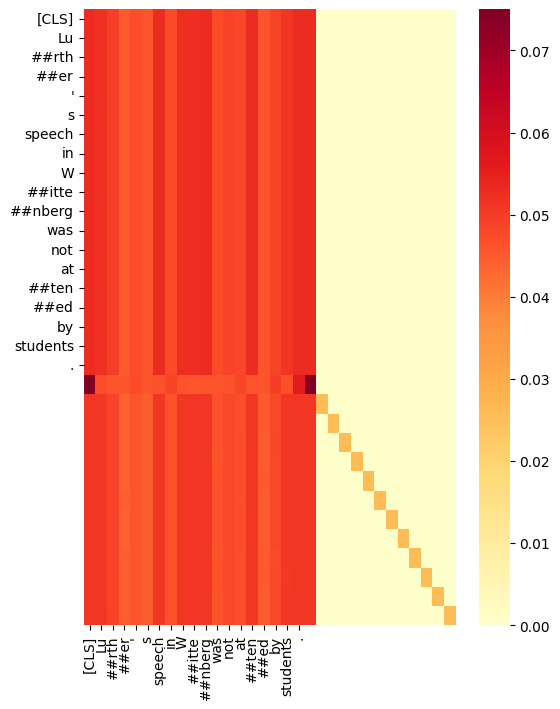 [CLS]
Lu
##rth
##er
'
s
speech
in
W
##itte
##nberg
was
not
at
##ten
##ed
by
students
.
[CLS]
Lu
##rth
##er
'
s
speech
in
W
##itte
##nberg
was
not
at
##ten
##ed
by
students
.
0.07
0.06
0.05
0.04
0.03
0.02
0.01
0.00